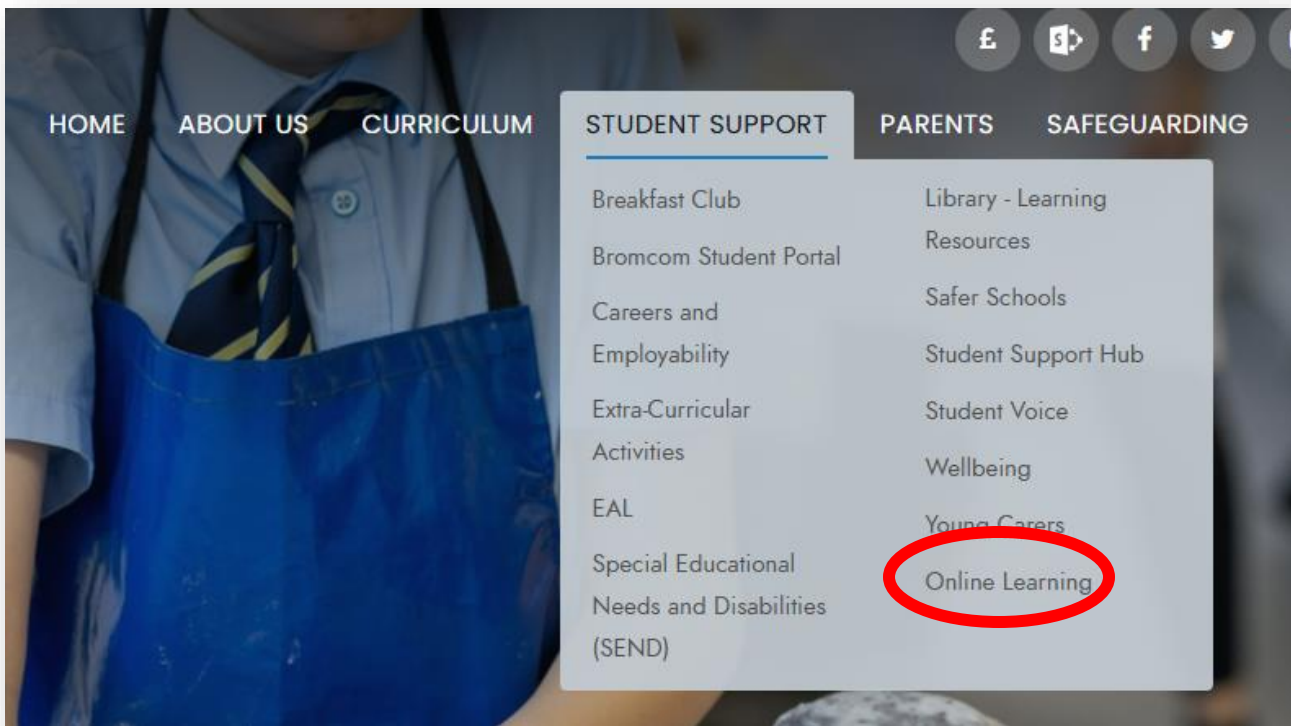 £
S
f
HOME ABOUT US CURRICULUM STUDENT SUPPORT PARENTS SAFEGUARDING
Breakfast Club
Bromcom Student Portal
Careers and
Employability
Extra-Curricular
Activities
EAL
Special Educational
Needs and Disabilities
(SEND)
Library - Learning
Resources
Safer Schools
Student Support Hub
Student Voice
Wellbeing
Young Carers
Online Learning